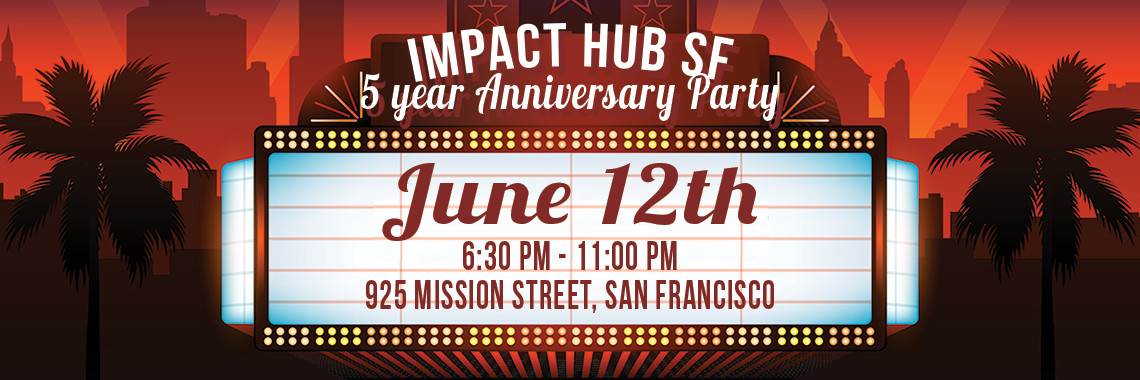 IMPACT HUB SF
5 year Anniversary Party
June 12th
6:30 PM - 11:00 PM
925 MISSION STREET, SAN FRANCISCO